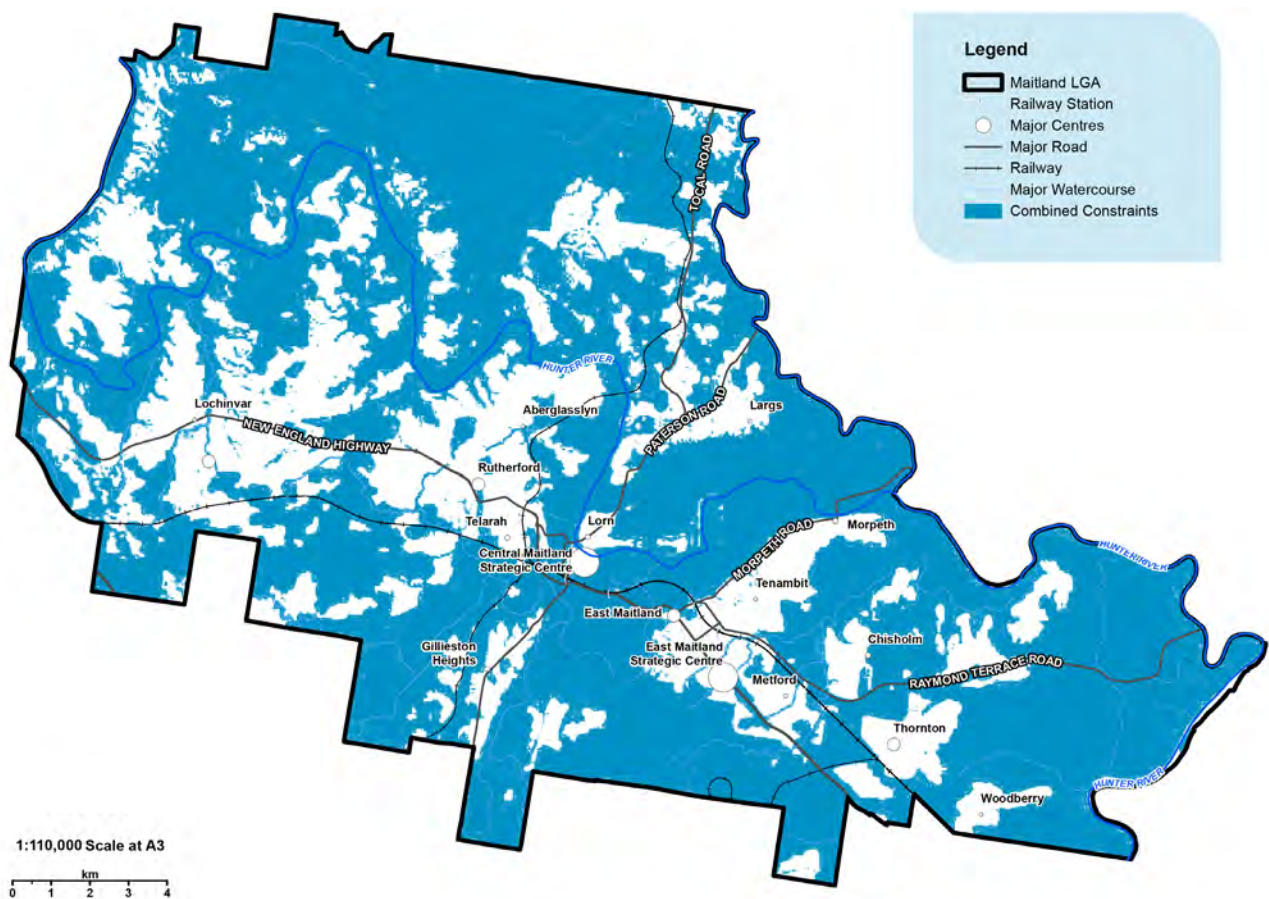 Legend
Maitland LGA
Railway Station
Major Centres
Major Road
Railway
Major Watercourse
Combined Constraints
TOCAL ROAD
HUNTER RIVER
Lochinvar
NEW ENGLAND HIGHWAY
Aberglasslyn
PATERSON ROAD
Largs
Rutherford
Telarah
Lorn
Central Maitland
Strategic Centre
MORPETH ROAD
Morpeth
HUNTER RIVER
Tenambit
East Maitland
Gillieston
Heights
East Maitland
Strategic Centre
Chisholm
Metford
RAYMOND TERRACE ROAD
Thornton
HUNTER RIVER
Woodberry
1:110,000 Scale at A3
km
0 1 2 3 4